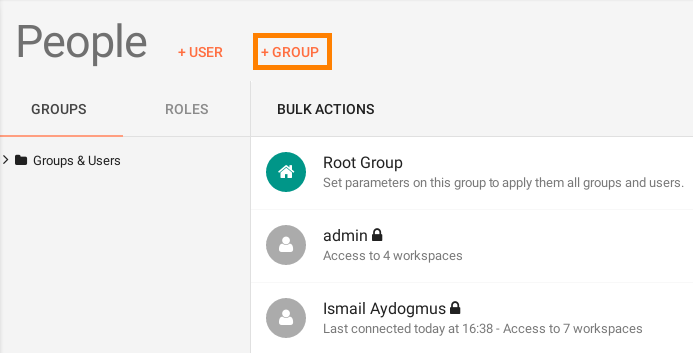 People
+ USER
+ GROUP
GROUPS
ROLES
BULK ACTIONS
Groups & Users
Root Group
Set parameters on this group to apply them all groups and users.
admin
Access to 4 workspaces
Ismail Aydogmus
Last connected today at 16:38 - Access to 7 workspaces